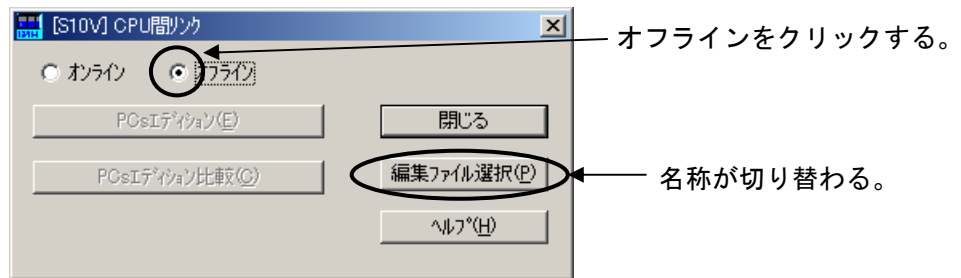 [S10V] CPU間リンク
オフラインをクリックする。
オンライン オフライン
PCsエディション(E) 閉じる
PCsエディション比較(C) 編集ファイル選択(P)
名称が切り替わる。
ヘルプ(H)